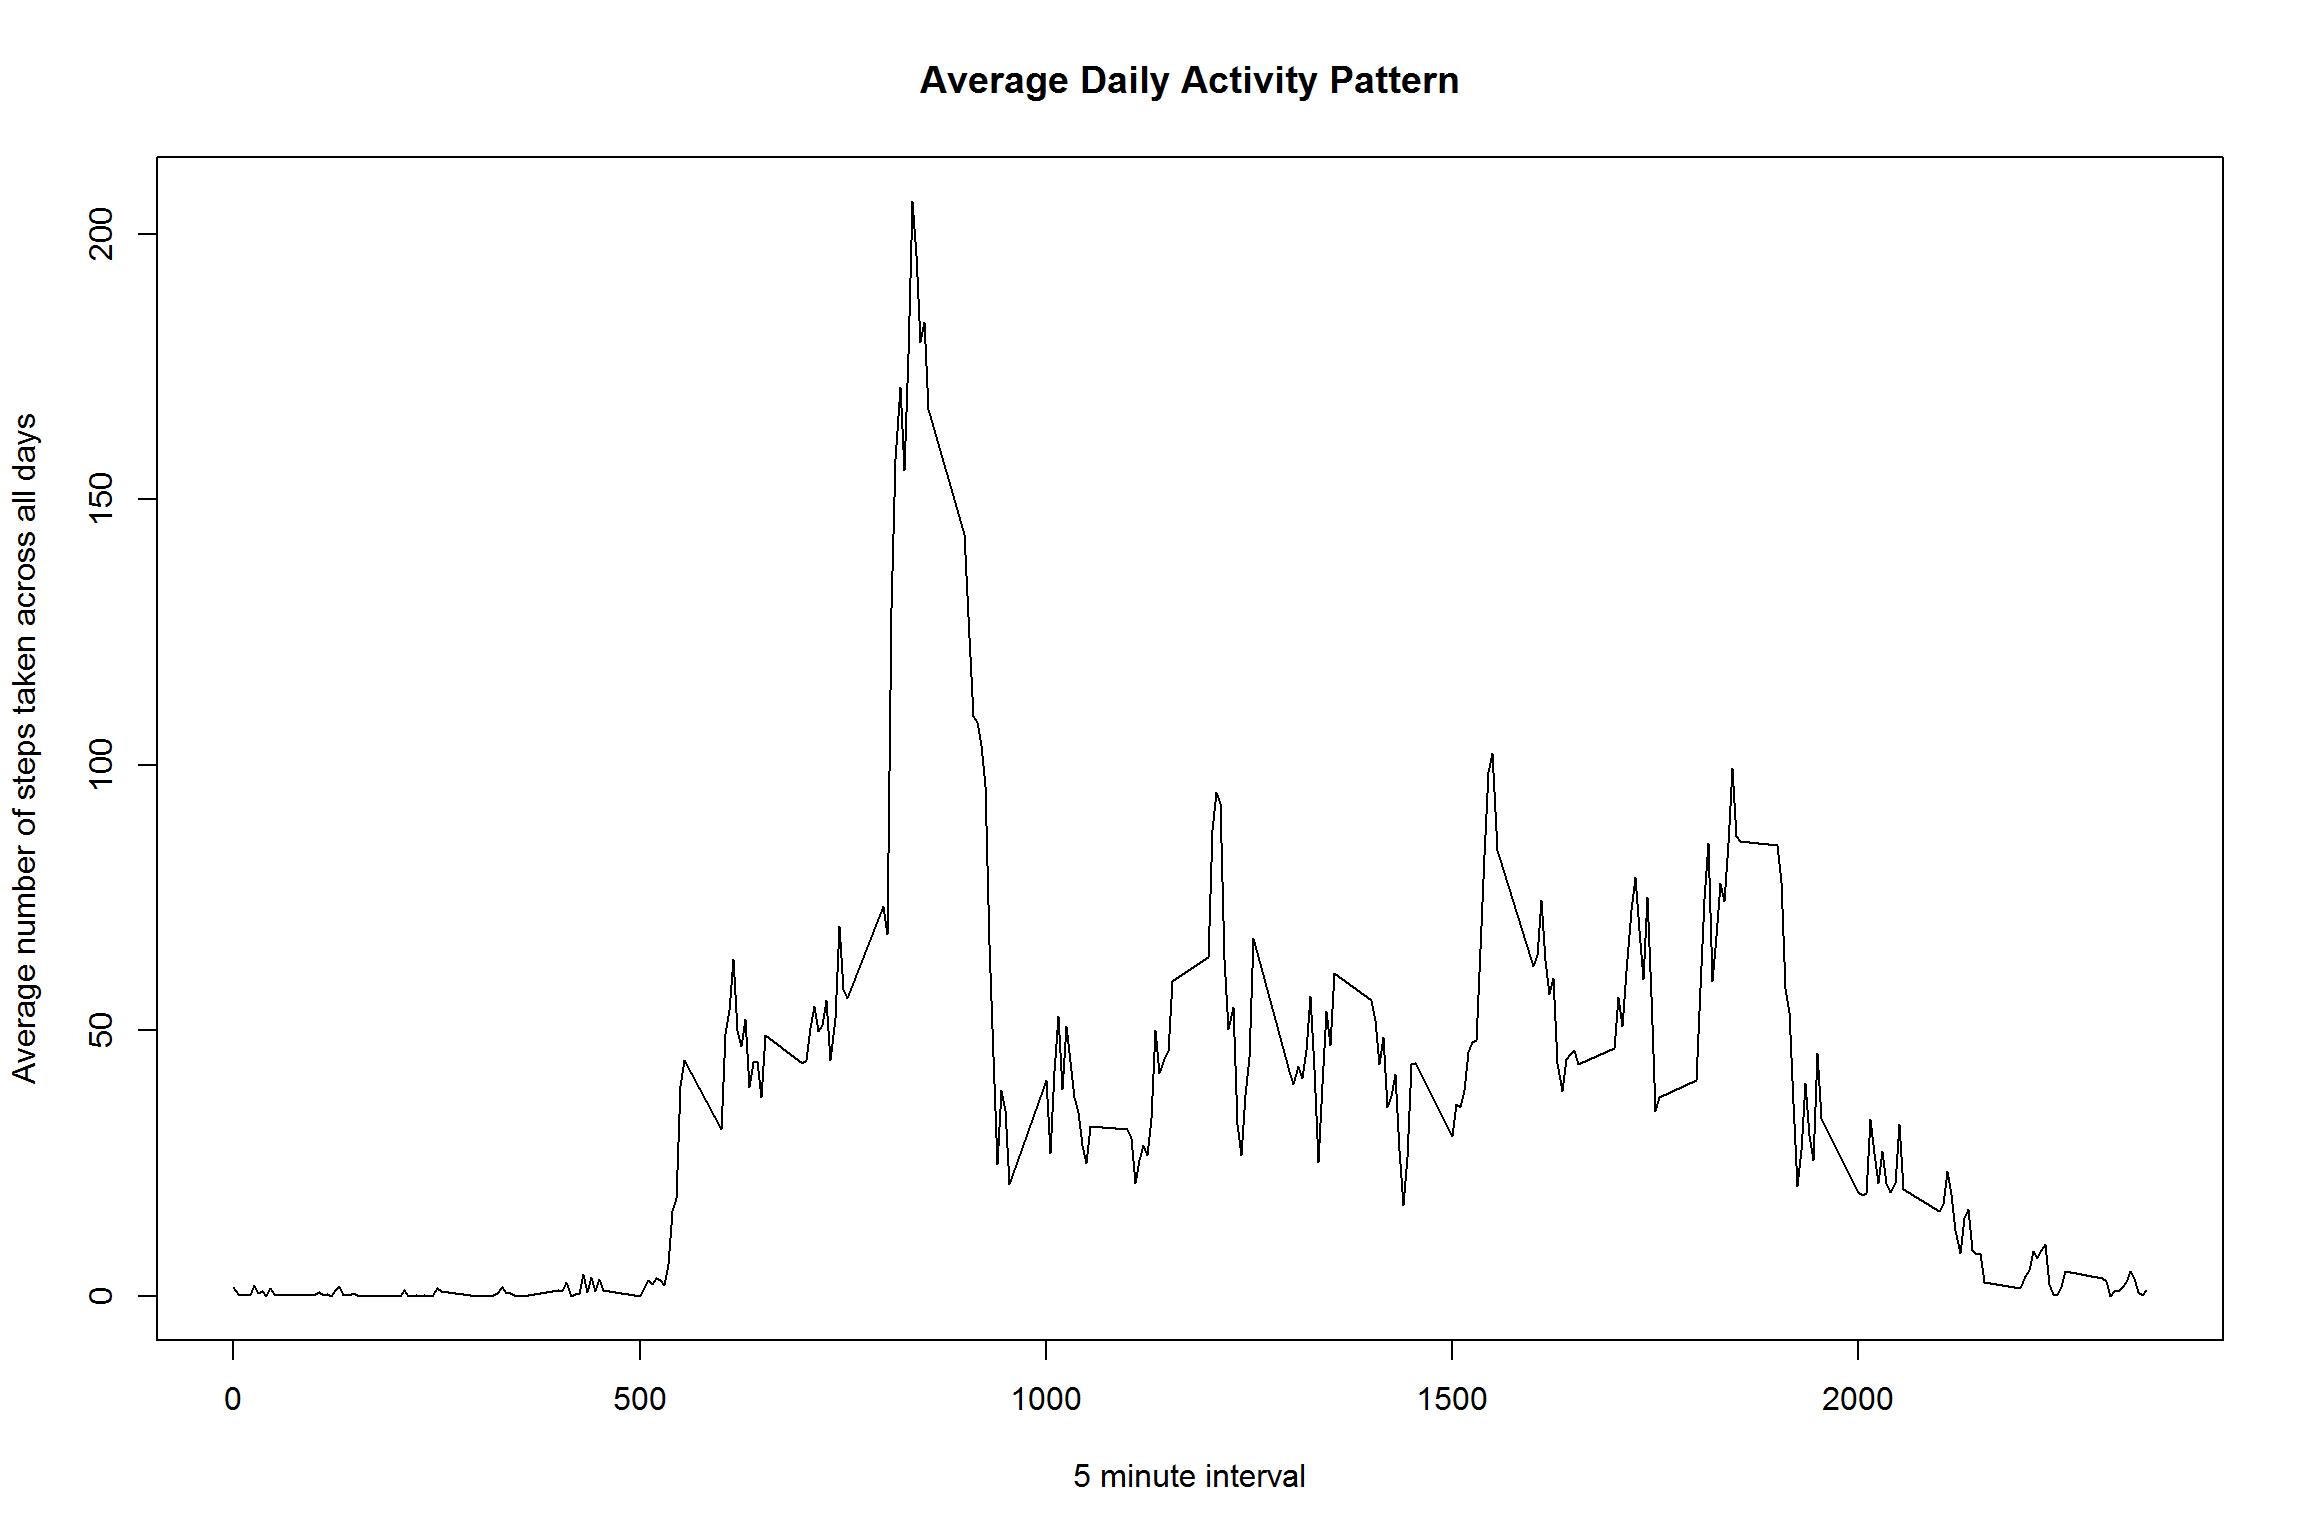 Average Daily Activity Pattern
Average number of steps taken across all days
200
150
100
50
0
0 500 1000 1500 2000
5 minute interval